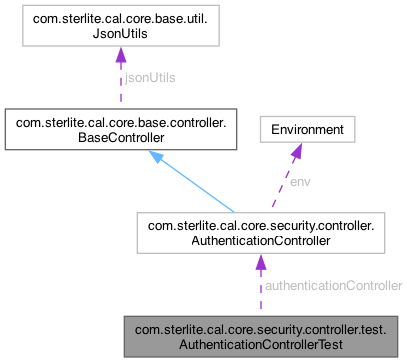 com.sterlite.cal.core.base.util.
JsonUtils
jsonUtils
com.sterlite.cal.core.base.controller.
BaseController
Environment
env
com.sterlite.cal.core.security.controller.
AuthenticationController
authenticationController
com.sterlite.cal.core.security.controller.test.
AuthenticationControllerTest